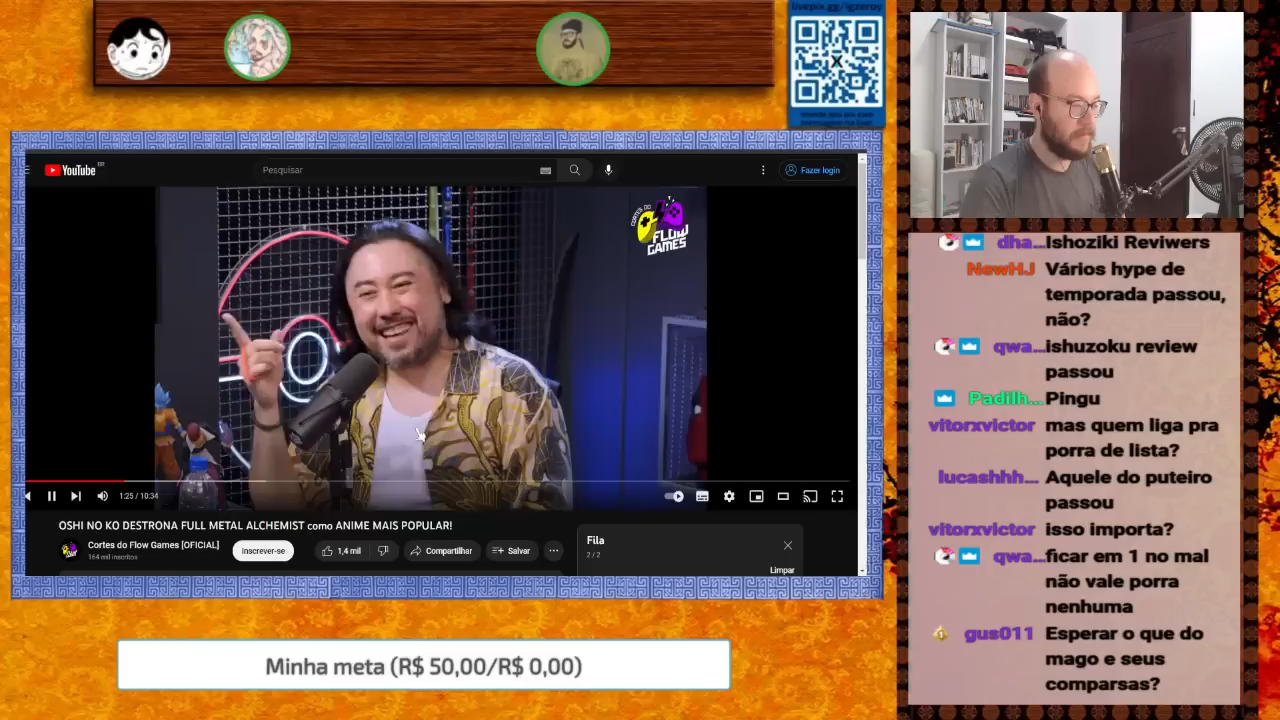 livepix.gg/igzeroy
YouTube BR
Pesquisar
Fazer login
CORTES DO
FLOW
GAMES
1:25 / 10:34
OSHI NO KO DESTRONA FULL METAL ALCHEMIST como ANIME MAIS POPULAR!
Cortes do Flow Games [OFICIAL]
164 mil inscritos
Inscrever-se
1,4 mil
Compartilhar
Salvar
Fila
2 / 2
Limpar
Minha meta (R$ 50,00/R$ 0,00)
dha... Ishoziki Reviwers
NewHJ Vários hype de
temporada passou,
não?
qwa... ishuzoku review
passou
Padilh... Pingu
vitorxvictor mas quem liga pra
porra de lista?
lucashhh... Aquele do puteiro
passou
vitorxvictor isso importa?
qwa... ficar em 1 no mal
não vale porra
nenhuma
gus011 Esperar o que do
mago e seus
comparsas?